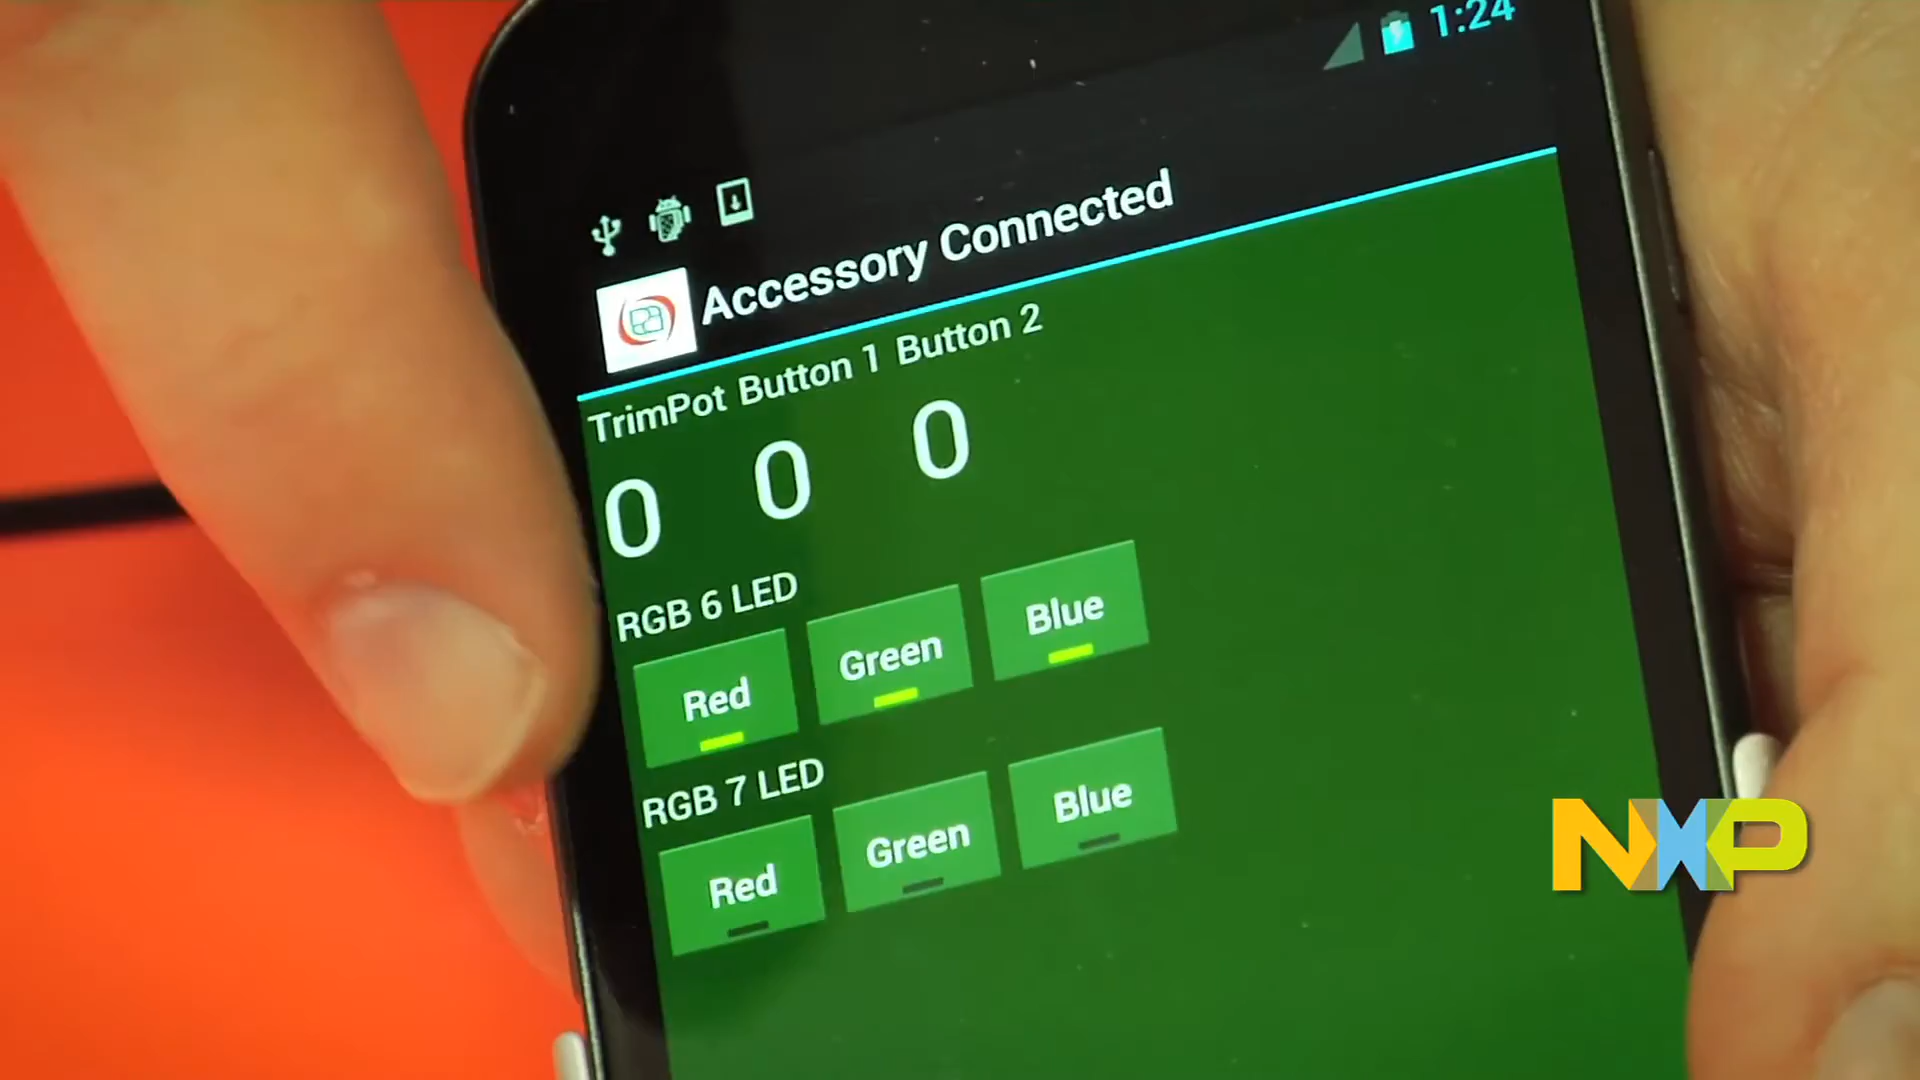 1:24
Accessory Connected
TrimPot Button 1 Button 2
0 0 0
RGB 6 LED
Red Green Blue
RGB 7 LED
Red Green Blue
NXP